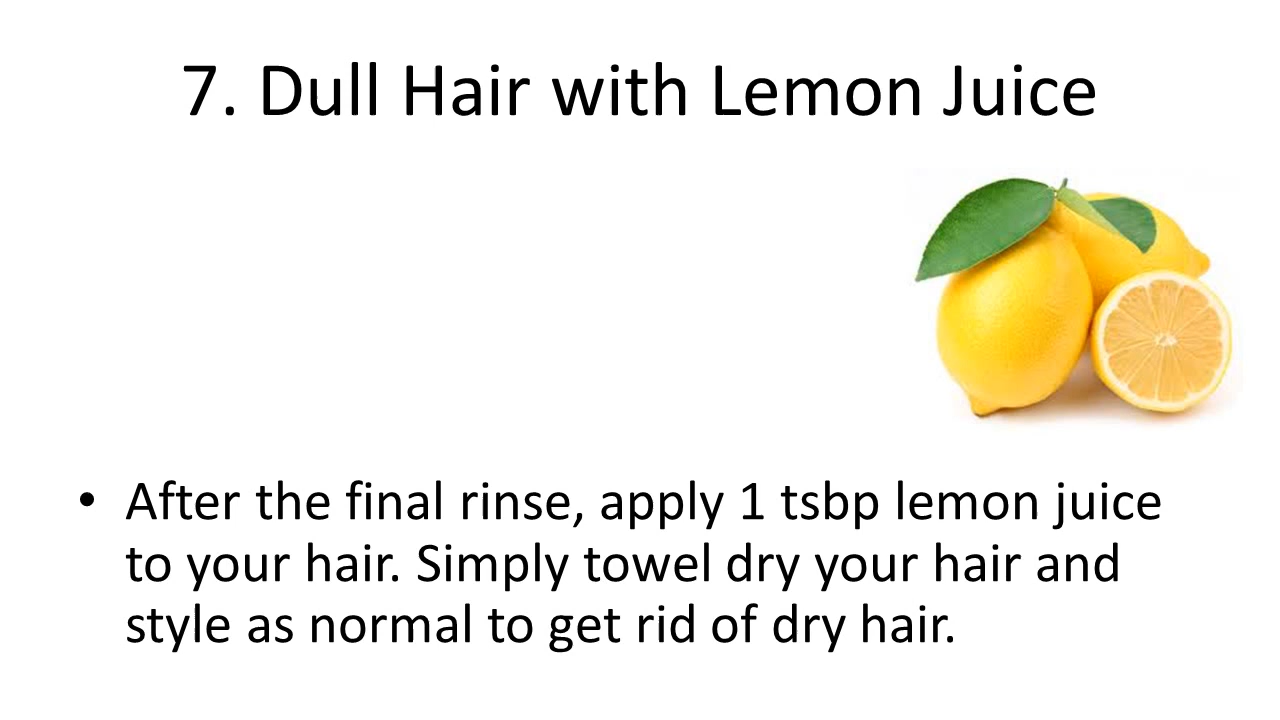 7. Dull Hair with Lemon Juice
• After the final rinse, apply 1 tsbp lemon juice
to your hair. Simply towel dry your hair and
style as normal to get rid of dry hair.